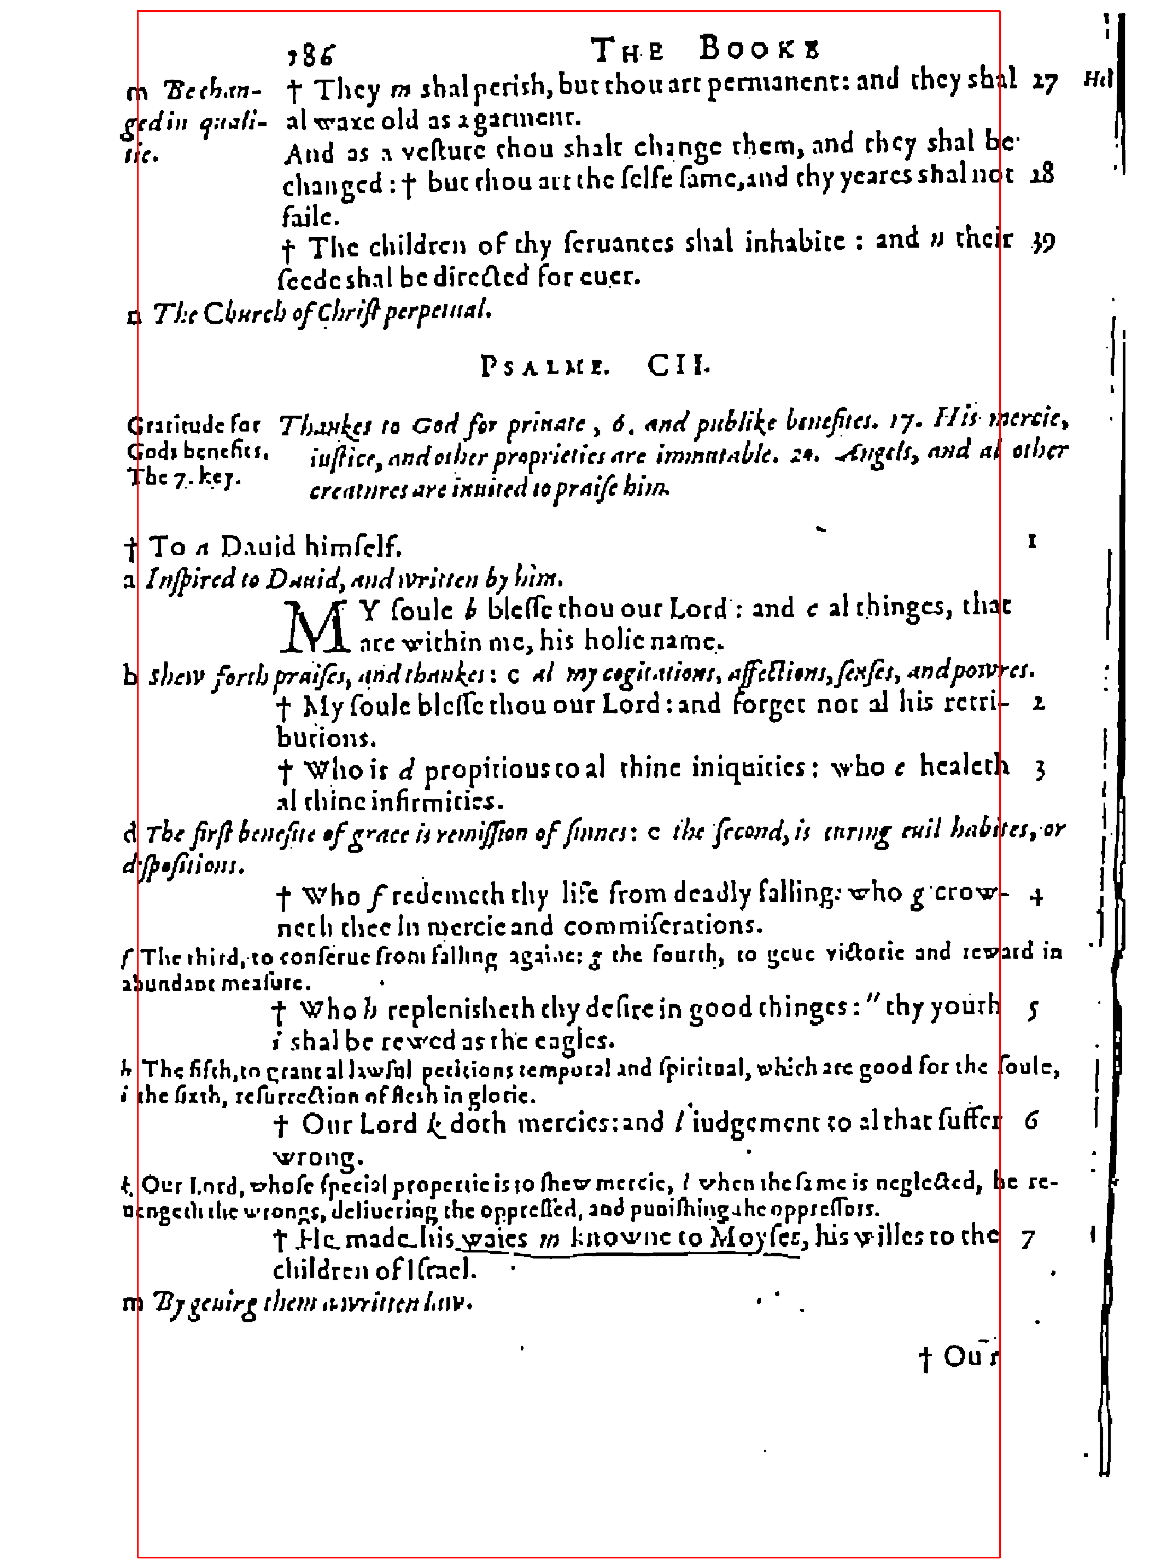 186 THE BOOKE
m Be chan- † They m shal perish, but thou art permanent: and they shal 27
ged in quali- al waxe old as a garment.
tie. And as a vesture thou shalt change them, and they shal be
changed: † but thou art the selfe same, and thy yeares shal not 28
faile.
† The children of thy seruantes shal inhabite: and n their 39
seede shal be directed for euer.
n The Church of Christ perpetual.
PSALME. CII.
Gratitude for Thankes to God for priuate, 6. and publike benefites. 17. His mercie,
Gods benefits. iustice, and other proprieties are immutable. 20. Angels, and al other
The 7. key. creatures are inuited to praise him.
† To a Dauid himself. 1
a Inspired to Dauid, and written by him.
MY soule b blesse thou our Lord: and c al thinges, that
are within me, his holie name.
b shew forth praises, and thankes: c al my cogitations, affections, senses, and powres.
† My soule blesse thou our Lord: and forget not al his retri- 2
butions.
† Who is d propitious to al thine iniquities: who e healeth 3
al thine infirmities.
d The first benefite of grace is remission of sinnes: e the second, is curing euil habites, or
dispositions.
† Who f redemeth thy life from deadly falling: who g crow- 4
neth thee in mercie and commiserations.
f The third, to conserue from falling againe: g the fourth, to geue victorie and reward in
abundant measure.
† Who h replenisheth thy desire in good thinges: " thy youth 5
i shal be rewed as the eagles.
h The fifth, to grant al lawful petitions temporal and spiritual, which are good for the soule,
i the sixth, resurrection of flesh in glorie.
† Our Lord k doth mercies: and l iudgement to al that suffer 6
wrong.
k Our Lord, whose special propertie is to shew mercie, l when the same is neglected, he re-
uengeth the wrongs, deliuering the oppressed, and punishing the oppressors.
† He made his waies m knowne to Moyses, his willes to the 7
children of Israel.
m By geuing them a written law.
† Our